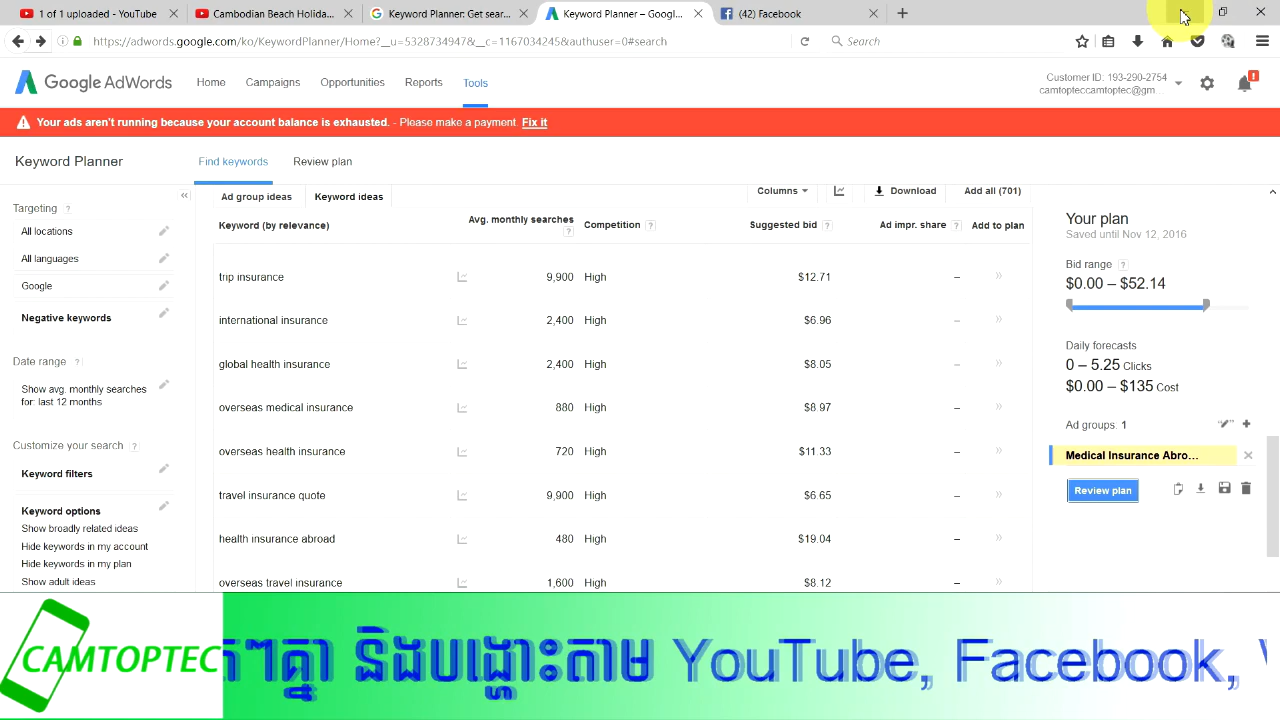 1 of 1 uploaded - YouTube
Cambodian Beach Holida...
Keyword Planner: Get sear...
Keyword Planner – Googl...
(42) Facebook
https://adwords.google.com/ko/KeywordPlanner/Home?__u=5328734947&__c=1167034245&authuser=0#search
Search
Google AdWords
Home
Campaigns
Opportunities
Reports
Tools
Customer ID: 193-290-2754
camtopteccamtoptec@gm...
Your ads aren't running because your account balance is exhausted. - Please make a payment. Fix it
Keyword Planner
Find keywords
Review plan
Targeting ?
All locations
All languages
Google
Negative keywords
Date range ?
Show avg. monthly searches
for: last 12 months
Customize your search ?
Keyword filters
Keyword options
Show broadly related ideas
Hide keywords in my account
Hide keywords in my plan
Show adult ideas
Ad group ideas
Keyword ideas
Columns
Download
Add all (701)
Keyword (by relevance) Avg. monthly searches ? Competition ? Suggested bid ? Ad impr. share ? Add to plan
trip insurance 9,900 High $12.71 –
international insurance 2,400 High $6.96 –
global health insurance 2,400 High $8.05 –
overseas medical insurance 880 High $8.97 –
overseas health insurance 720 High $11.33 –
travel insurance quote 9,900 High $6.65 –
health insurance abroad 480 High $19.04 –
overseas travel insurance 1,600 High $8.12 –
Your plan
Saved until Nov 12, 2016
Bid range ?
$0.00 – $52.14
Daily forecasts
0 – 5.25 Clicks
$0.00 – $135 Cost
Ad groups: 1
Medical Insurance Abro...
Review plan
CAMTOPTEC
ៗគ្នា និងបង្ហោះតាម YouTube, Facebook,